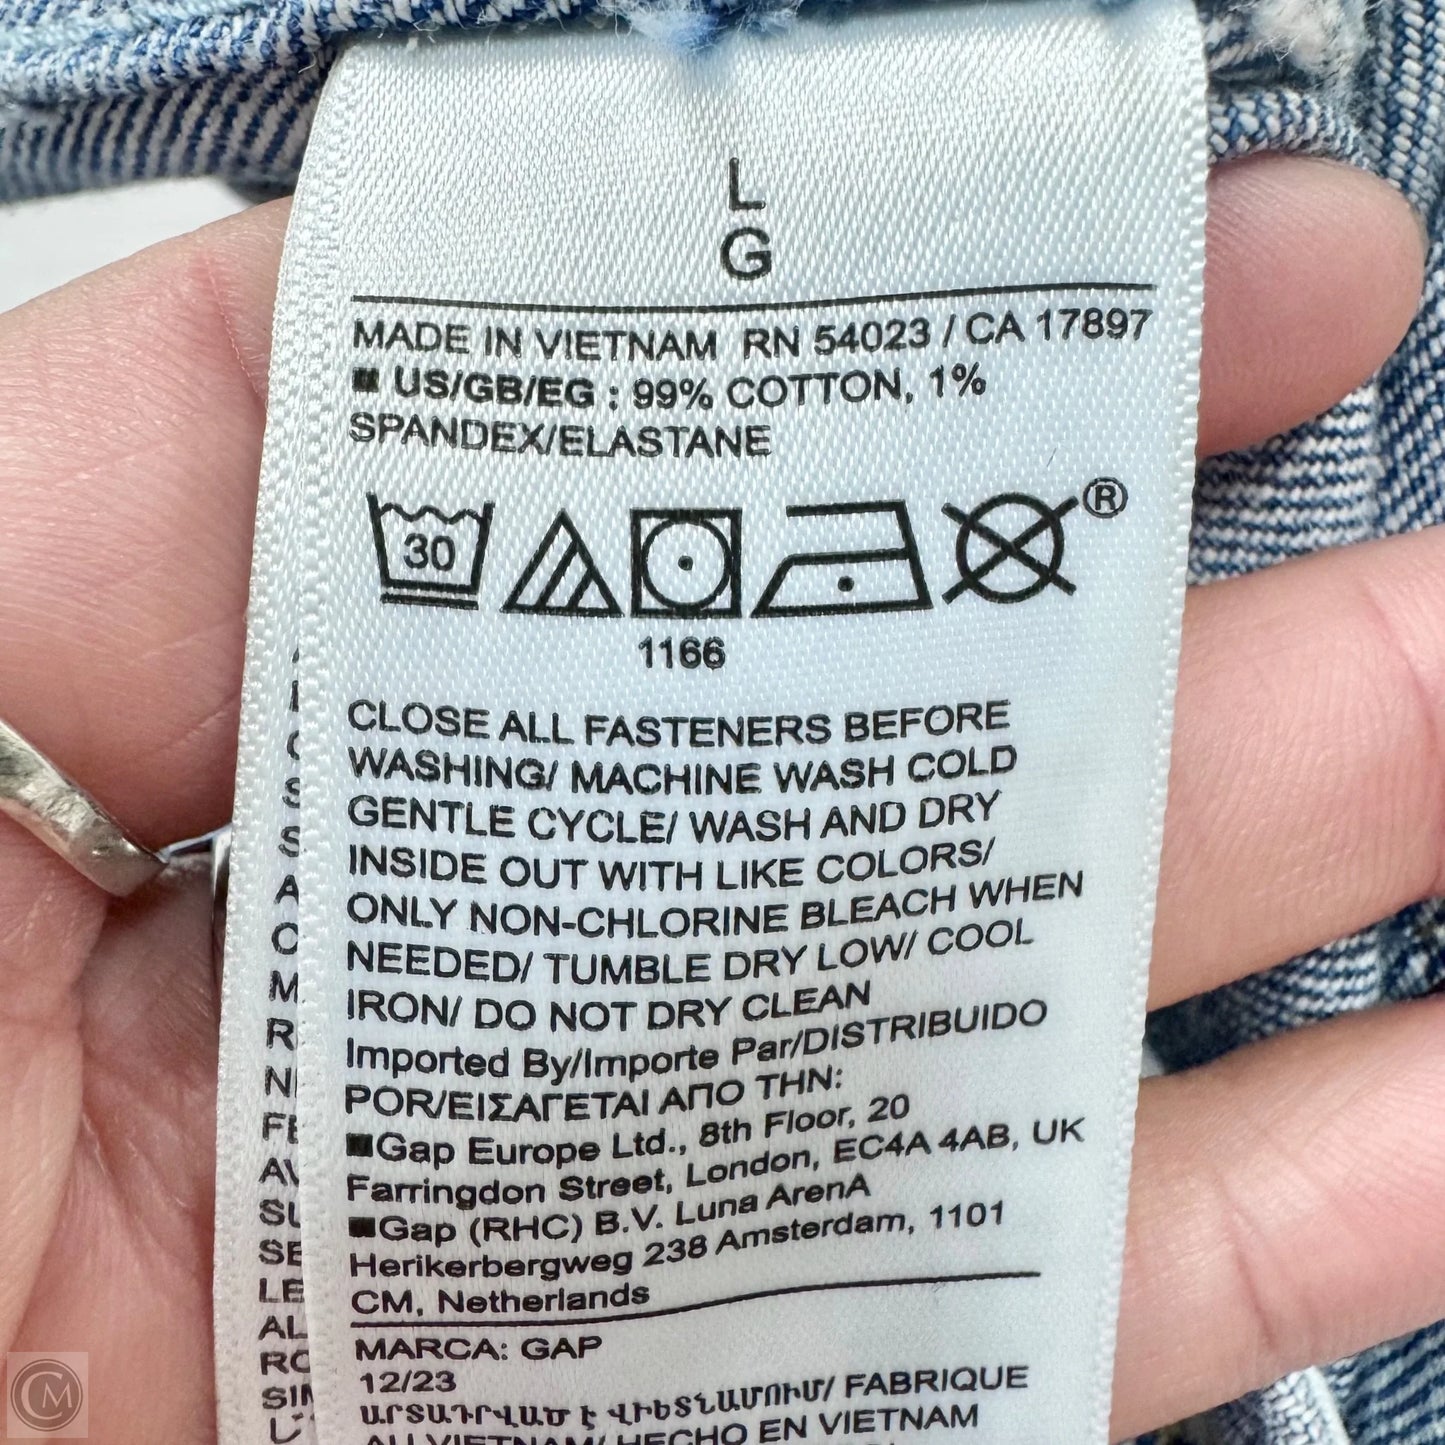 L
G
MADE IN VIETNAM RN 54023 / CA 17897
■ US/GB/EG : 99% COTTON, 1%
SPANDEX/ELASTANE
30
®
1166
CLOSE ALL FASTENERS BEFORE
WASHING/ MACHINE WASH COLD
GENTLE CYCLE/ WASH AND DRY
INSIDE OUT WITH LIKE COLORS/
ONLY NON-CHLORINE BLEACH WHEN
NEEDED/ TUMBLE DRY LOW/ COOL
IRON/ DO NOT DRY CLEAN
Imported By/Importe Par/DISTRIBUIDO
POR/ΕΙΣΑΓΕΤΑΙ ΑΠΟ ΤΗΝ:
■Gap Europe Ltd., 8th Floor, 20
Farringdon Street, London, EC4A 4AB, UK
■Gap (RHC) B.V. Luna ArenA
Herikerbergweg 238 Amsterdam, 1101
CM, Netherlands
MARCA: GAP
12/23
ԱՐՏԱԴՐՎԱԾ Է ՎԻԵՏՆԱՄՈՒՄ/ FABRIQUE
AU VIETNAM/ HECHO EN VIETNAM
CM